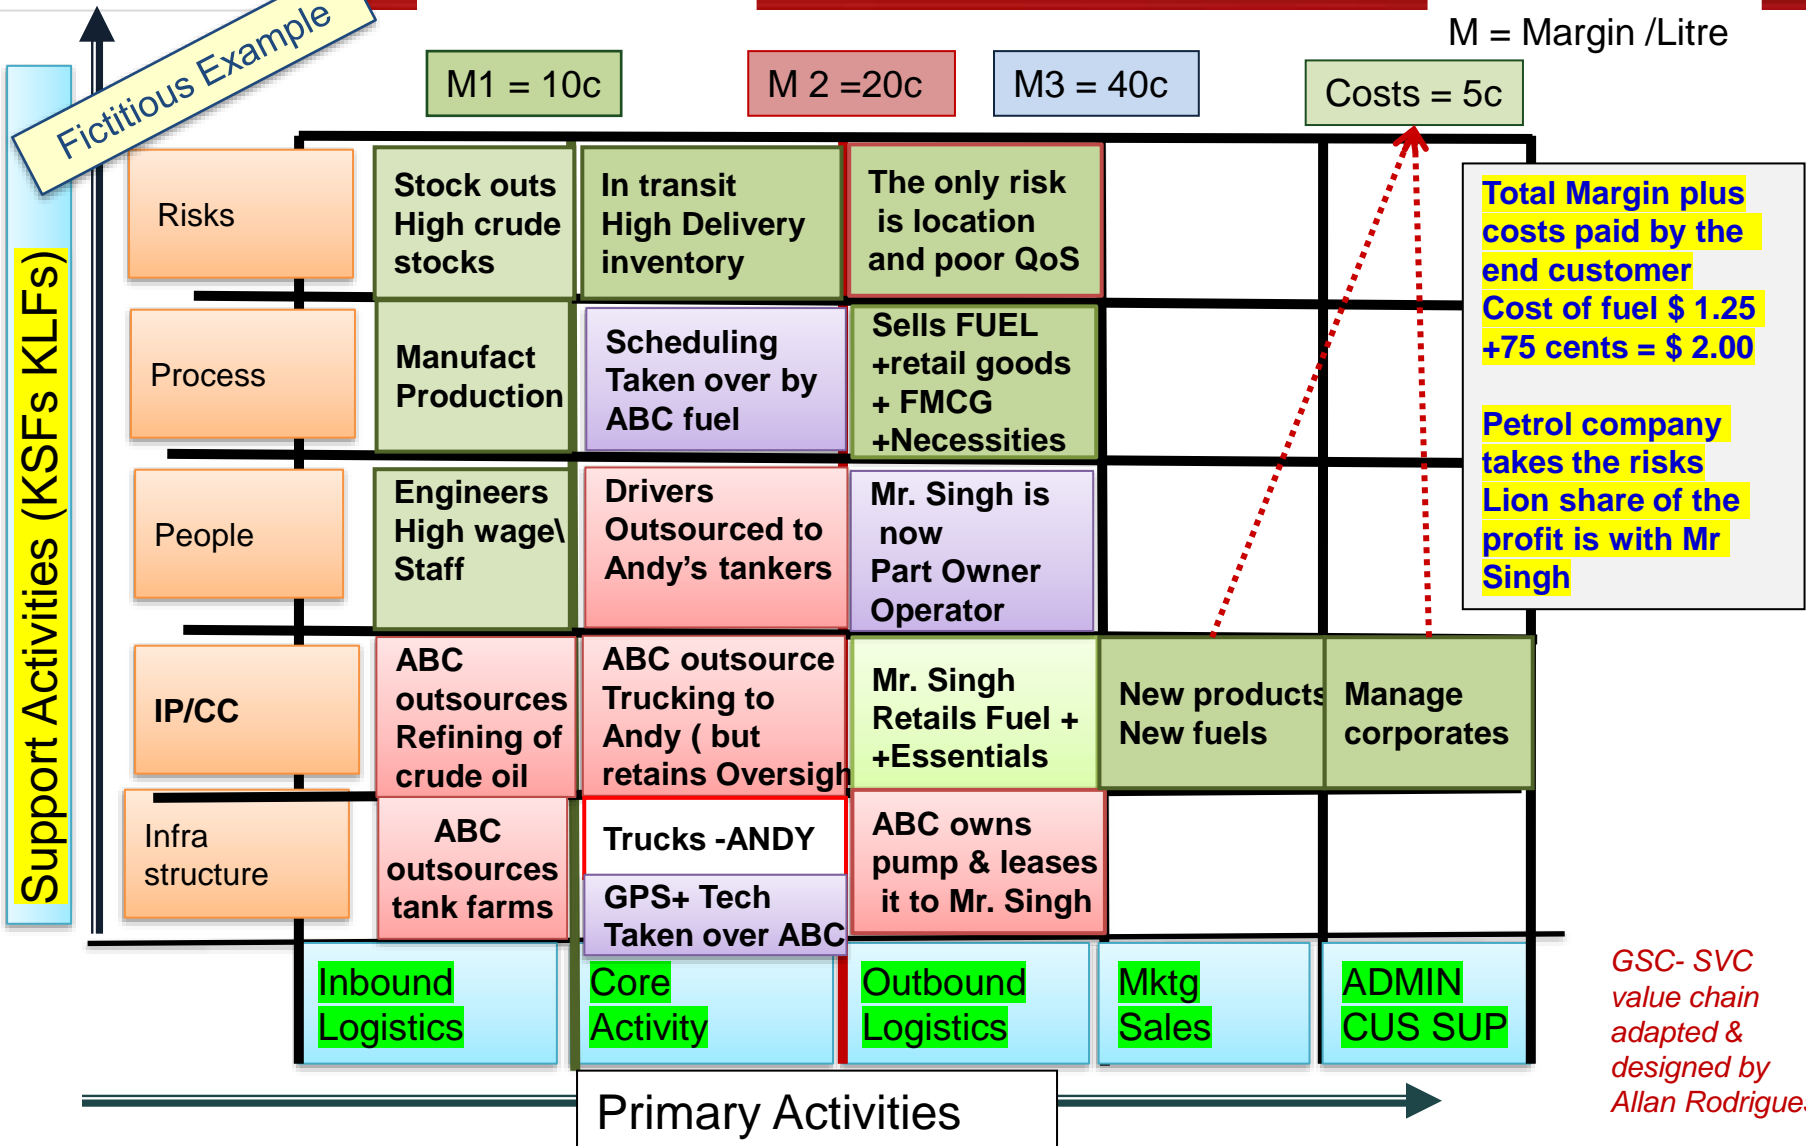 Fictitious Example
M = Margin /Litre
M1 = 10c
M 2 =20c
M3 = 40c
Costs = 5c
Support Activities (KSFs KLFs)
Risks
Stock outs
High crude
stocks
In transit
High Delivery
inventory
The only risk
is location
and poor QoS
Process
Manufact
Production
Scheduling
Taken over by
ABC fuel
Sells FUEL
+retail goods
+ FMCG
+Necessities
People
Engineers
High wage\
Staff
Drivers
Outsourced to
Andy's tankers
Mr. Singh is
now
Part Owner
Operator
IP/CC
ABC
outsources
Refining of
crude oil
ABC outsource
Trucking to
Andy ( but
retains Oversigh
Mr. Singh
Retails Fuel +
+Essentials
New products
New fuels
Manage
corporates
Infra
structure
ABC
outsources
tank farms
Trucks -ANDY
GPS+ Tech
Taken over ABC
ABC owns
pump & leases
it to Mr. Singh
Total Margin plus
costs paid by the
end customer
Cost of fuel $ 1.25
+75 cents = $ 2.00
Petrol company
takes the risks
Lion share of the
profit is with Mr
Singh
Inbound
Logistics
Core
Activity
Outbound
Logistics
Mktg
Sales
ADMIN
CUS SUP
Primary Activities
GSC- SVC
value chain
adapted &
designed by
Allan Rodrigues